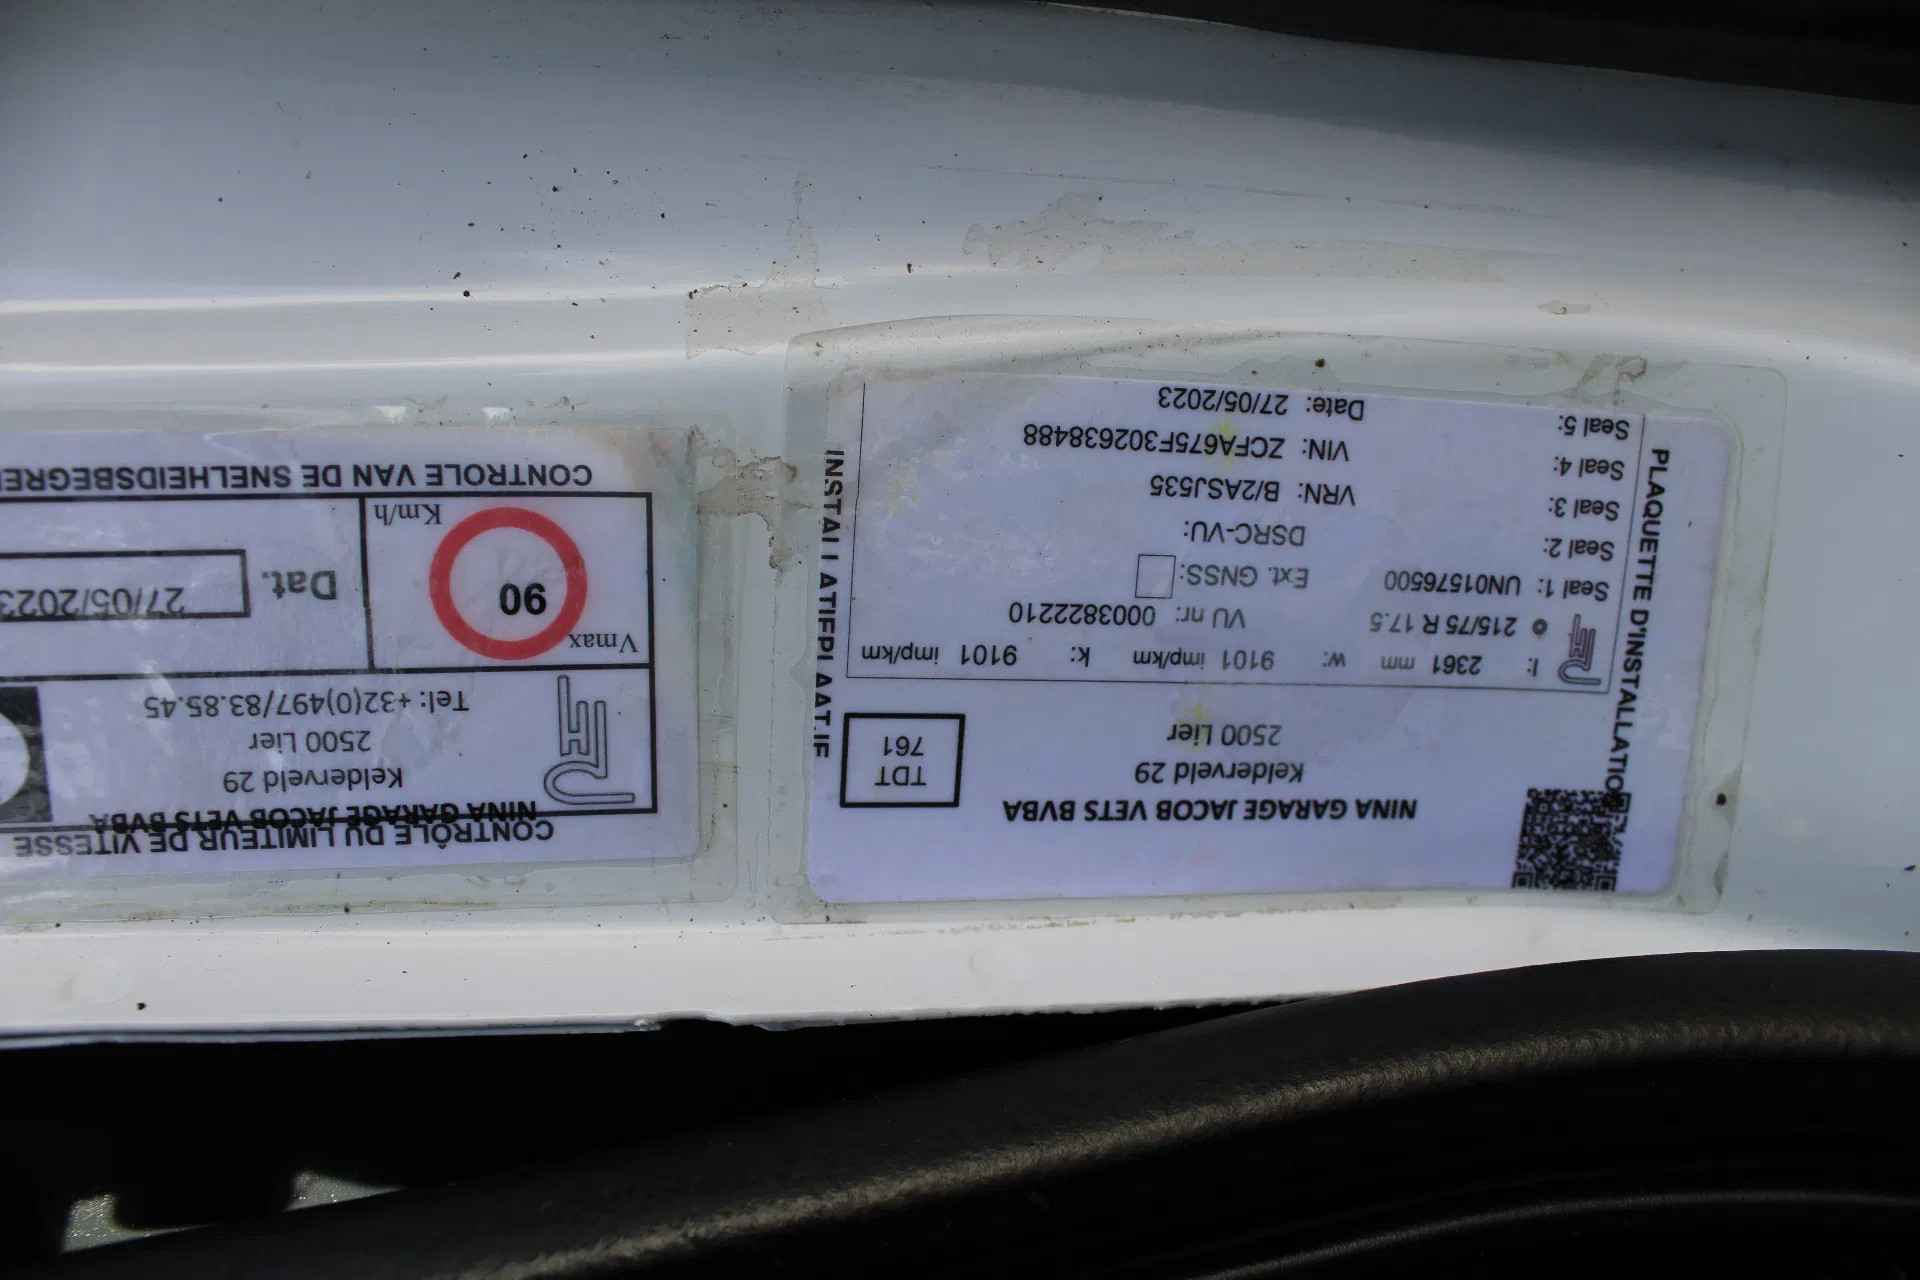 NINA GARAGE JACOB VETS BVBA
Kelderveld 29
2500 Lier
TDT
761
l: 2361 mm w: 9101 imp/km k: 9101 imp/km
215/75 R 17.5 VU nr: 0003822210
Seal 1: UN01576500 Ext. GNSS:
Seal 2: DSRC-VU:
Seal 3: VRN: B/2ASJ535
Seal 4: VIN: ZCFA675F302638488
Seal 5: Date: 27/05/2023
PLAQUETTE D'INSTALLATIO
INSTALLATIEPLAATJE
CONTRÔLE DU LIMITEUR DE VITESSE
NINA GARAGE JACOB VETS BVBA
Kelderveld 29
2500 Lier
Tel: +32(0)497/83.85.45
Vmax
90
Km/h
Dat. 27/05/2023
CONTROLE VAN DE SNELHEIDSBEGRE